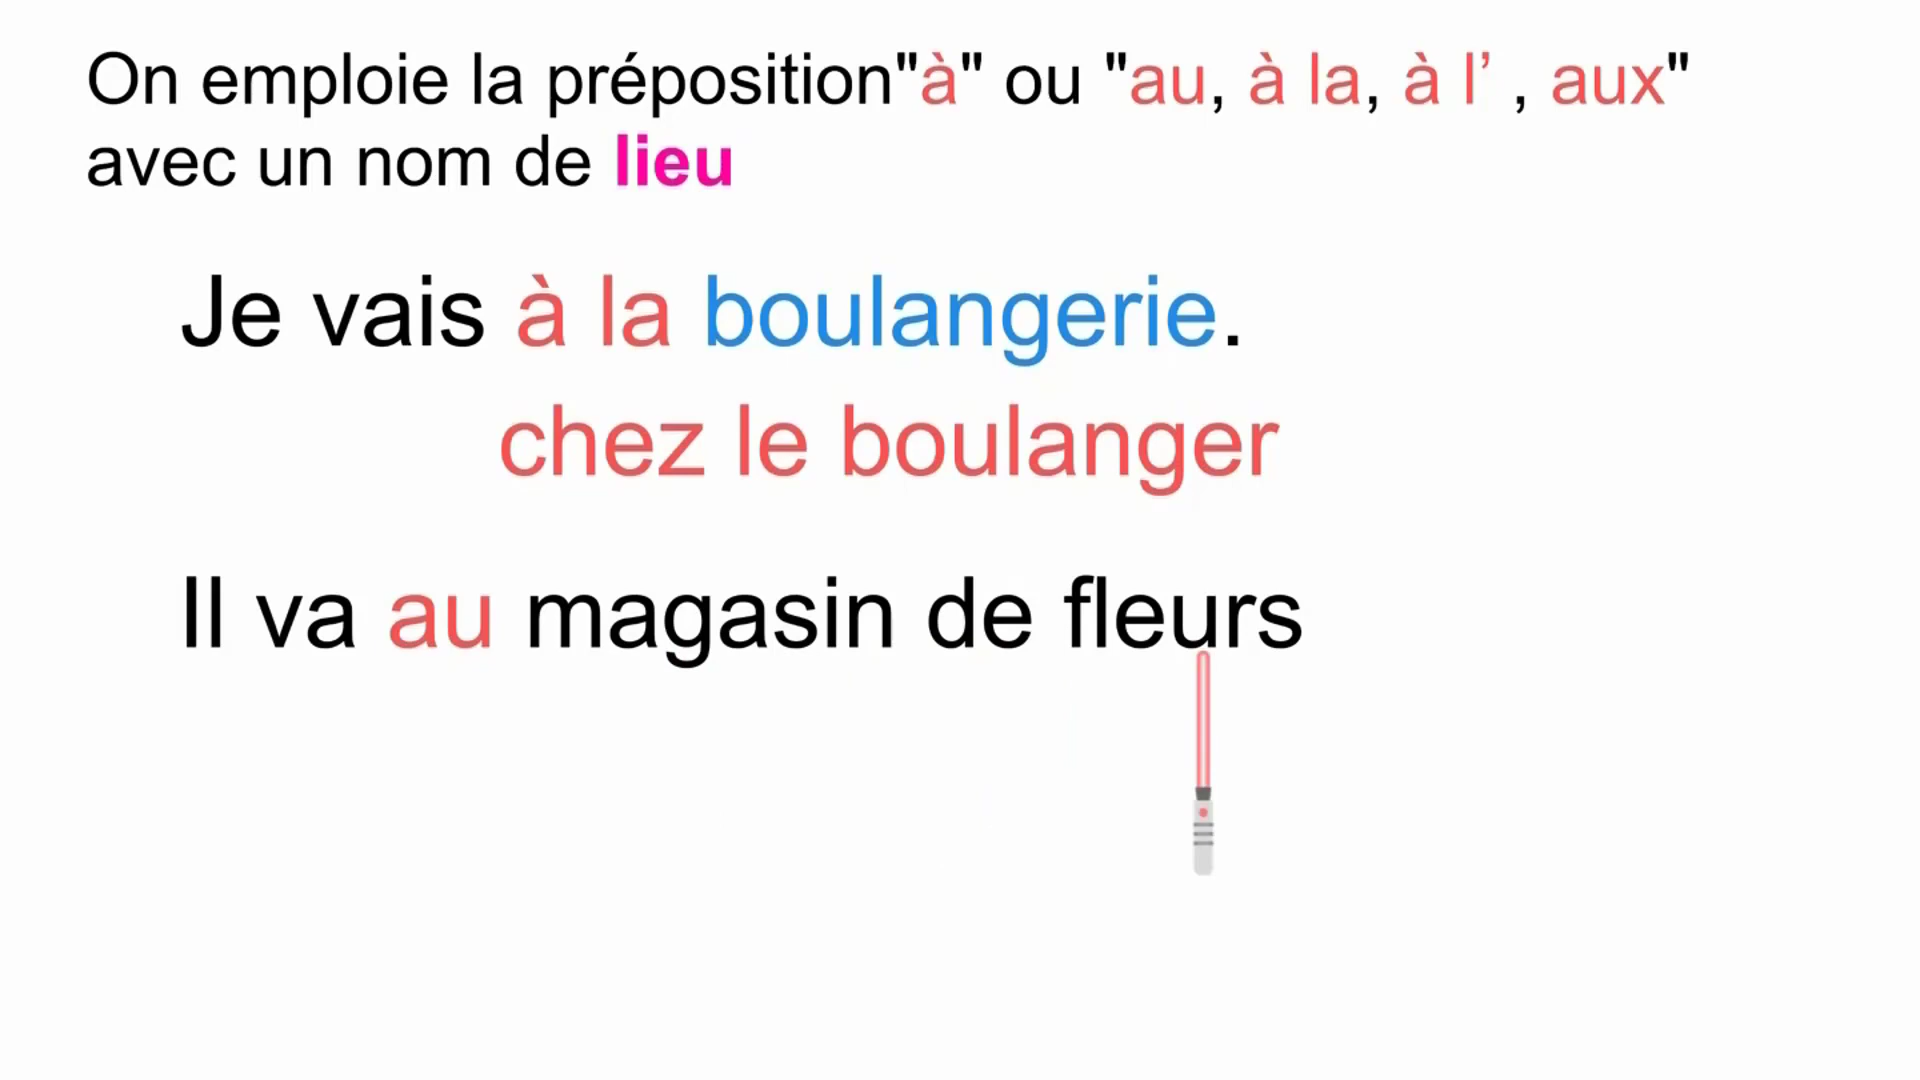 On emploie la préposition"à" ou "au, à la, à l’ , aux"
avec un nom de lieu
Je vais à la boulangerie.
chez le boulanger
Il va au magasin de fleurs